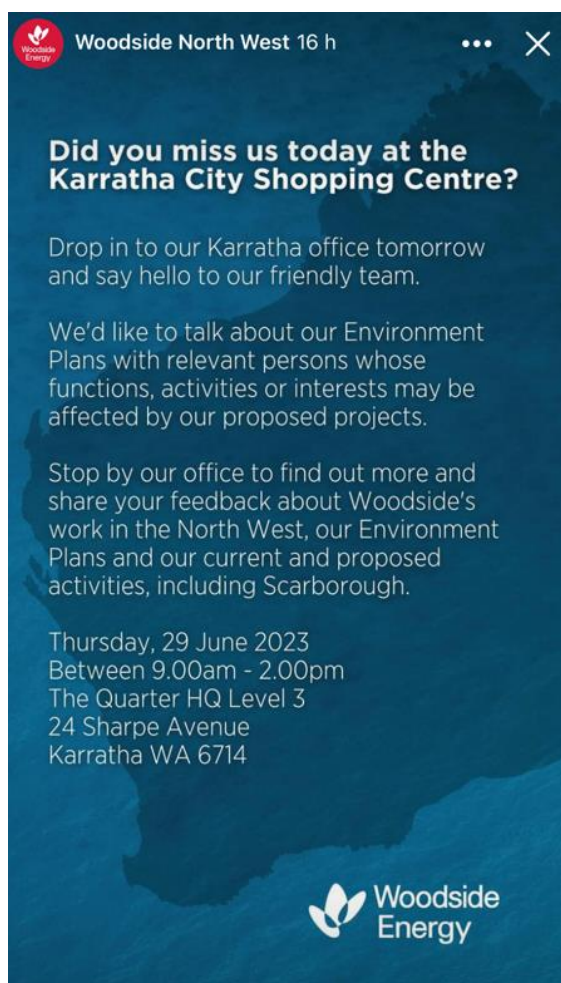 Woodside Energy
Woodside North West 16 h
Did you miss us today at the
Karratha City Shopping Centre?
Drop in to our Karratha office tomorrow
and say hello to our friendly team.
We'd like to talk about our Environment
Plans with relevant persons whose
functions, activities or interests may be
affected by our proposed projects.
Stop by our office to find out more and
share your feedback about Woodside's
work in the North West, our Environment
Plans and our current and proposed
activities, including Scarborough.
Thursday, 29 June 2023
Between 9.00am - 2.00pm
The Quarter HQ Level 3
24 Sharpe Avenue
Karratha WA 6714
Woodside
Energy